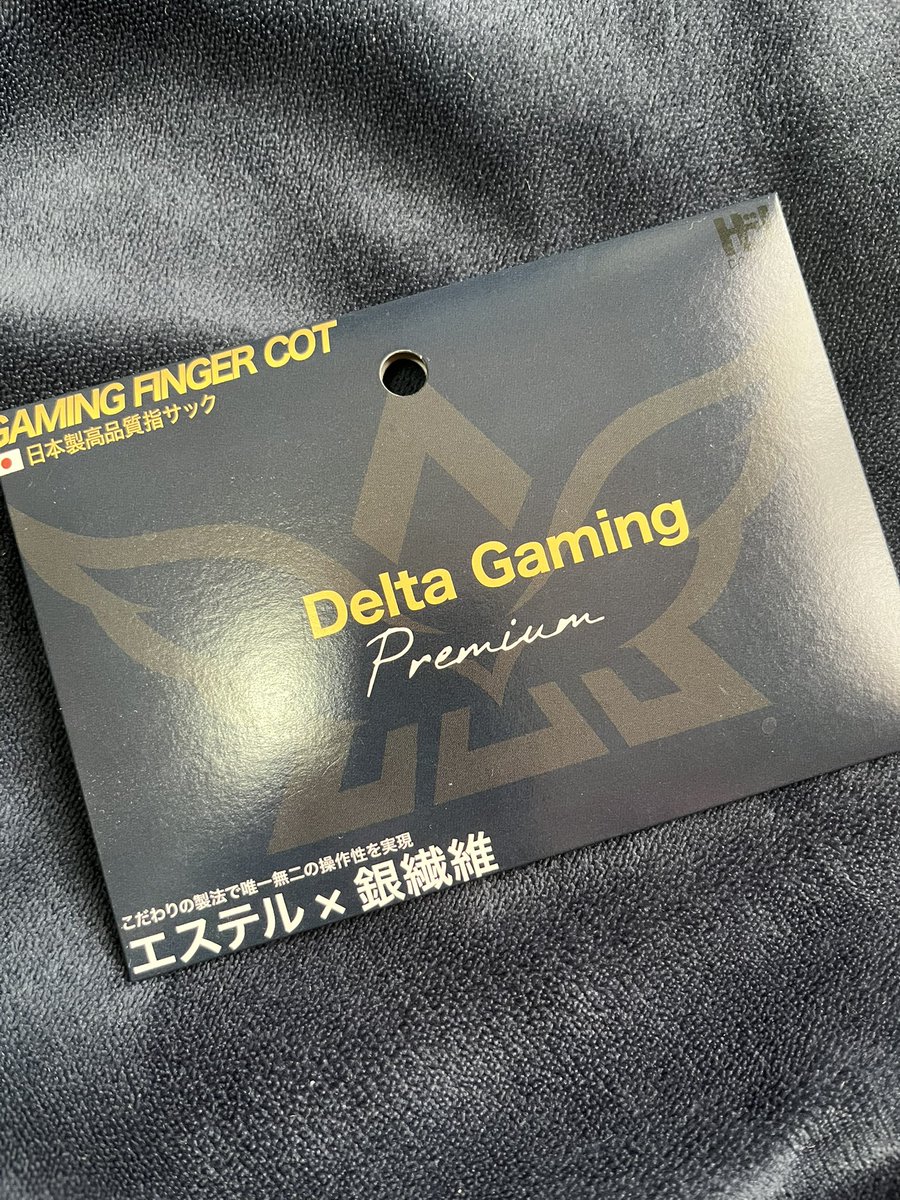 GAMING FINGER COT
日本製高品質指サック
Delta Gaming
Premium
こだわりの製法で唯一無二の操作性を実現
エステル × 銀繊維